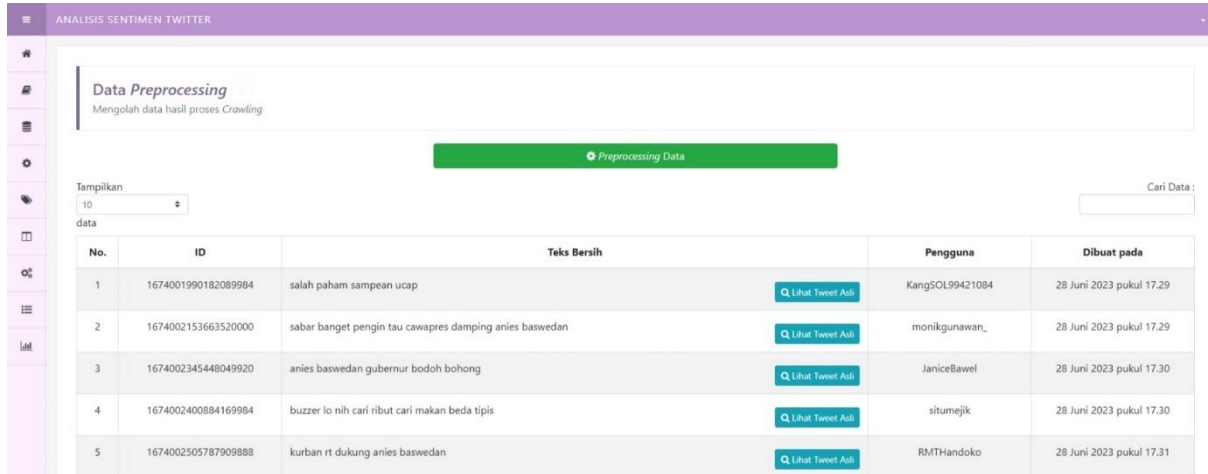 ANALISIS SENTIMEN TWITTER
Data Preprocessing
Mengolah data hasil proses Crawling
Preprocessing Data
Tampilkan
10
data
Cari Data :
No. ID Teks Bersih Pengguna Dibuat pada
1 1674001990182089984 salah paham sampean ucap Lihat Tweet Asli KangSOL99421084 28 Juni 2023 pukul 17.29
2 1674002153663520000 sabar banget pengin tau cawapres damping anies baswedan Lihat Tweet Asli monikgunawan_ 28 Juni 2023 pukul 17.29
3 1674002345448049920 anies baswedan gubernur bodoh bohong Lihat Tweet Asli JaniceBawel 28 Juni 2023 pukul 17.30
4 1674002400884169984 buzzer lo nih cari ribut cari makan beda tipis Lihat Tweet Asli situmejik 28 Juni 2023 pukul 17.30
5 1674002505787909888 kurban rt dukung anies baswedan Lihat Tweet Asli RMTHandoko 28 Juni 2023 pukul 17.31